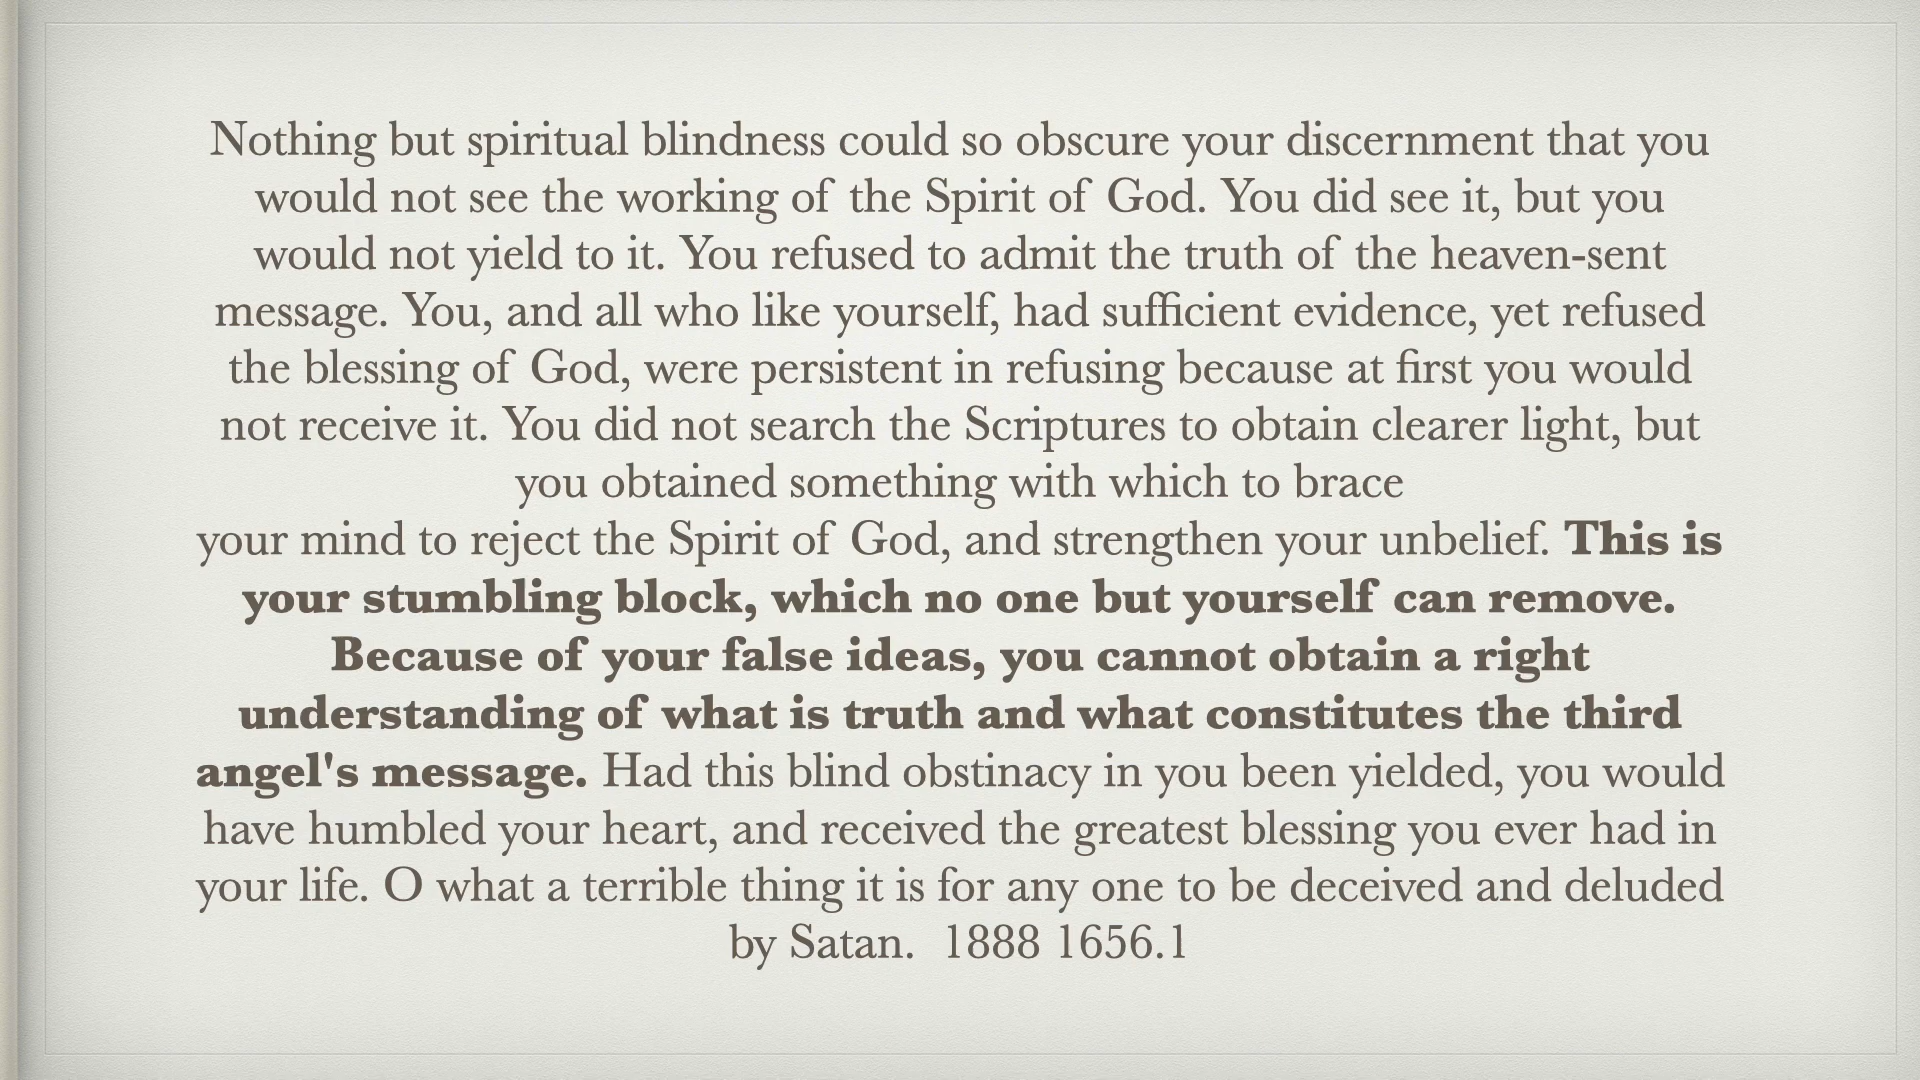 Nothing but spiritual blindness could so obscure your discernment that you
would not see the working of the Spirit of God. You did see it, but you
would not yield to it. You refused to admit the truth of the heaven-sent
message. You, and all who like yourself, had sufficient evidence, yet refused
the blessing of God, were persistent in refusing because at first you would
not receive it. You did not search the Scriptures to obtain clearer light, but
you obtained something with which to brace
your mind to reject the Spirit of God, and strengthen your unbelief. This is
your stumbling block, which no one but yourself can remove.
Because of your false ideas, you cannot obtain a right
understanding of what is truth and what constitutes the third
angel's message. Had this blind obstinacy in you been yielded, you would
have humbled your heart, and received the greatest blessing you ever had in
your life. O what a terrible thing it is for any one to be deceived and deluded
by Satan. 1888 1656.1